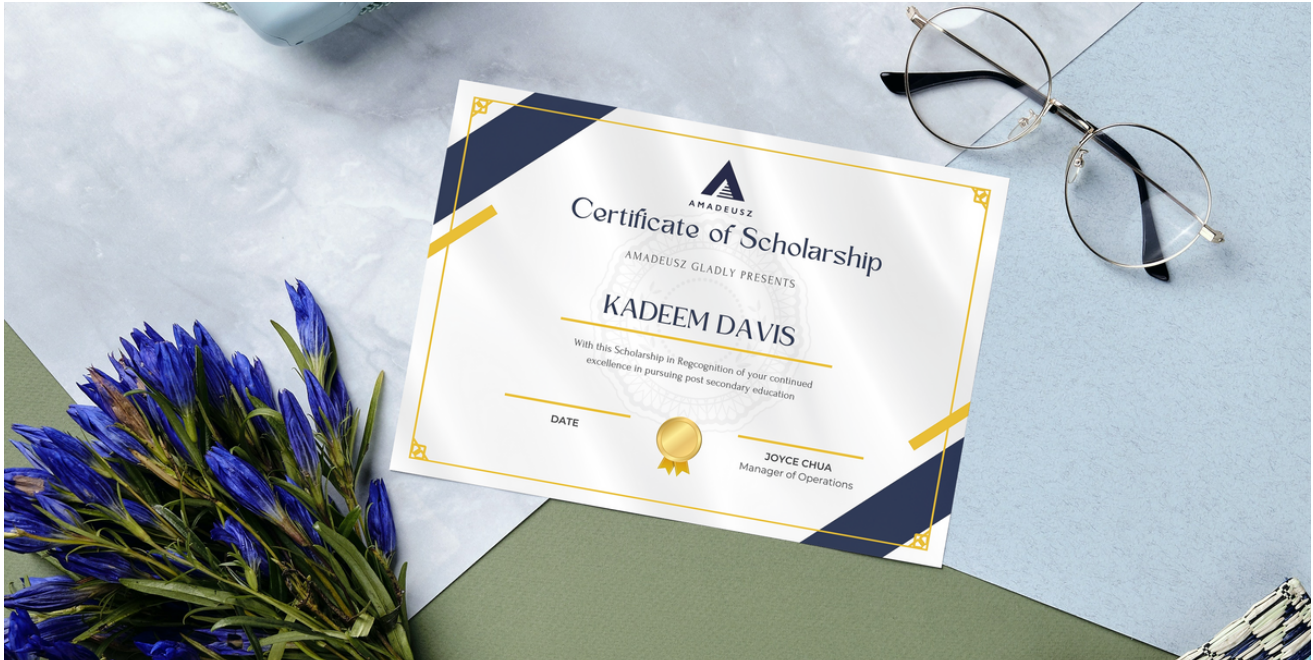 AMADEUSZ
Certificate of Scholarship
AMADEUSZ GLADLY PRESENTS
KADEEM DAVIS
With this Scholarship in Regcognition of your continued
excellence in pursuing post secondary education
DATE
JOYCE CHUA
Manager of Operations